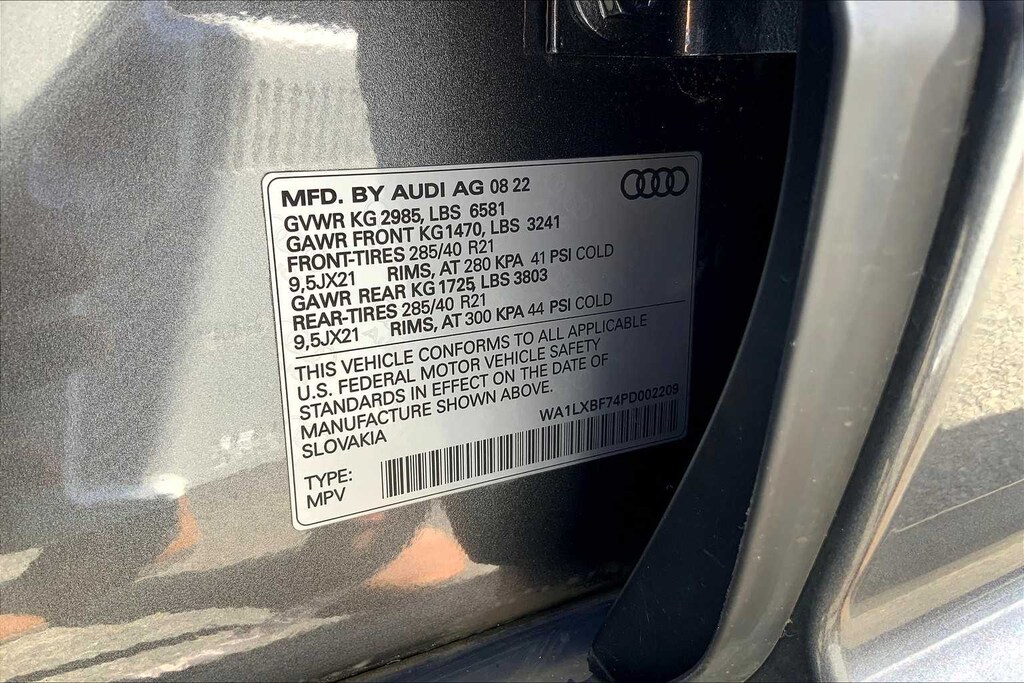 MFD. BY AUDI AG 08 22
GVWR KG 2985, LBS 6581
GAWR FRONT KG1470, LBS 3241
FRONT-TIRES 285/40 R21
9,5JX21 RIMS, AT 280 KPA 41 PSI COLD
GAWR REAR KG 1725, LBS 3803
REAR-TIRES 285/40 R21
9,5JX21 RIMS, AT 300 KPA 44 PSI COLD
THIS VEHICLE CONFORMS TO ALL APPLICABLE
U.S. FEDERAL MOTOR VEHICLE SAFETY
STANDARDS IN EFFECT ON THE DATE OF
MANUFACTURE SHOWN ABOVE.
SLOVAKIA
WA1LXBF74PD002209
TYPE:
MPV